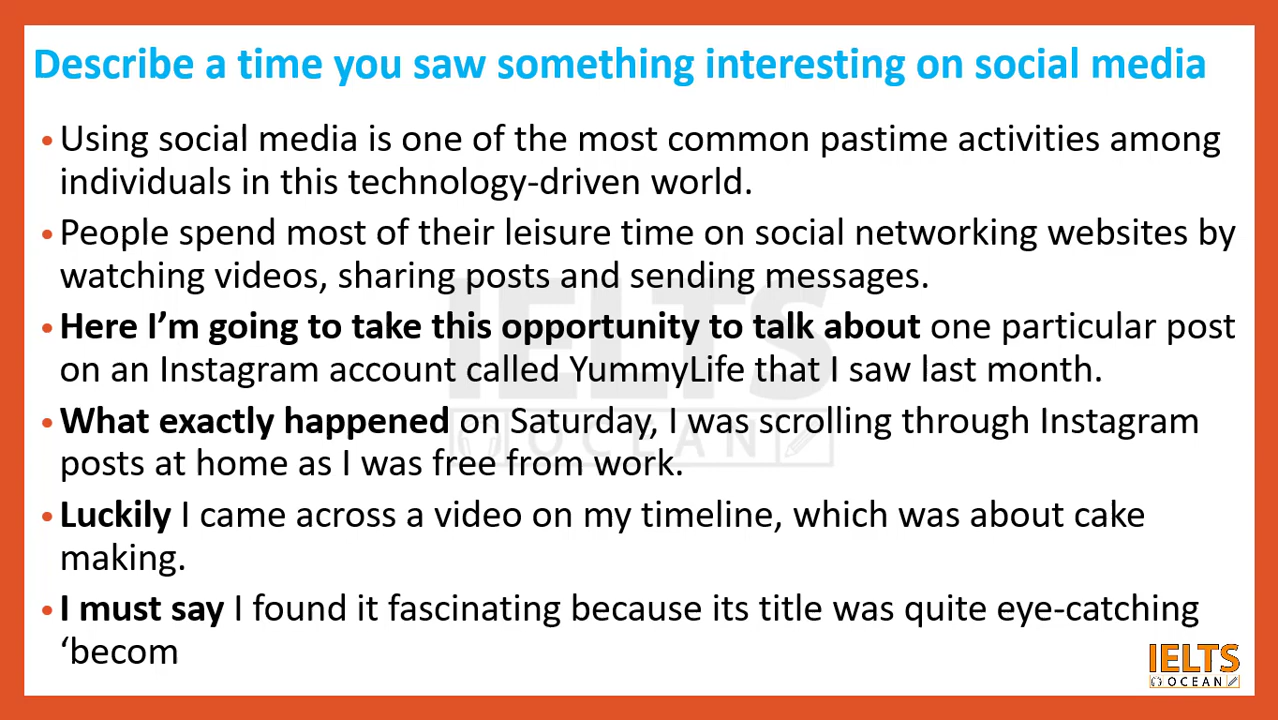 Describe a time you saw something interesting on social media
•Using social media is one of the most common pastime activities among
individuals in this technology-driven world.
•People spend most of their leisure time on social networking websites by
watching videos, sharing posts and sending messages.
•Here I’m going to take this opportunity to talk about one particular post
on an Instagram account called YummyLife that I saw last month.
•What exactly happened on Saturday, I was scrolling through Instagram
posts at home as I was free from work.
•Luckily I came across a video on my timeline, which was about cake
making.
•I must say I found it fascinating because its title was quite eye-catching
‘becom
IELTS
OCEAN
IELTS
OCEAN